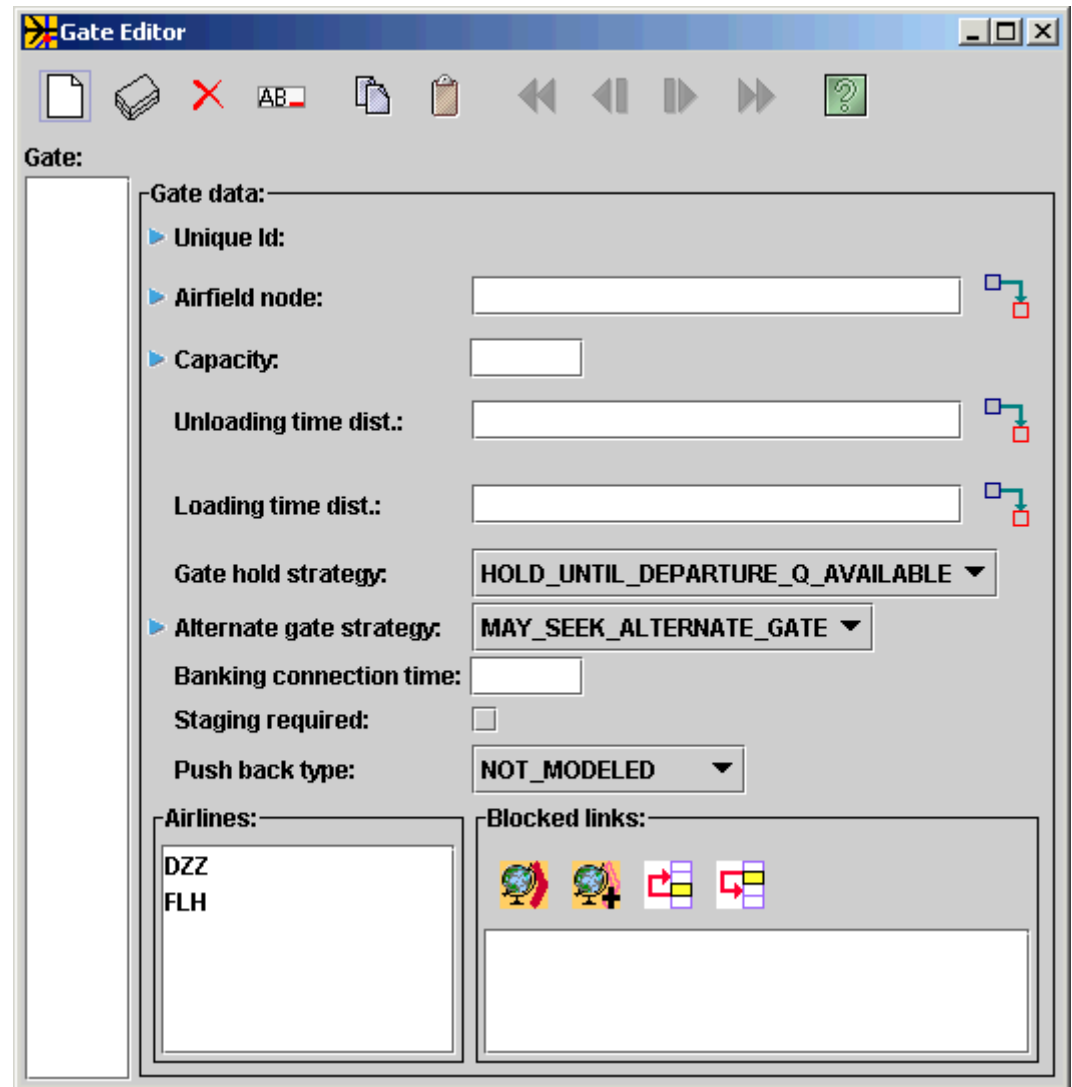 Gate Editor
AB
?
Gate:
Gate data:
Unique Id:
Airfield node:
Capacity:
Unloading time dist.:
Loading time dist.:
Gate hold strategy: HOLD_UNTIL_DEPARTURE_Q_AVAILABLE
Alternate gate strategy: MAY_SEEK_ALTERNATE_GATE
Banking connection time:
Staging required:
Push back type: NOT_MODELED
Airlines:
DZZ
FLH
Blocked links: